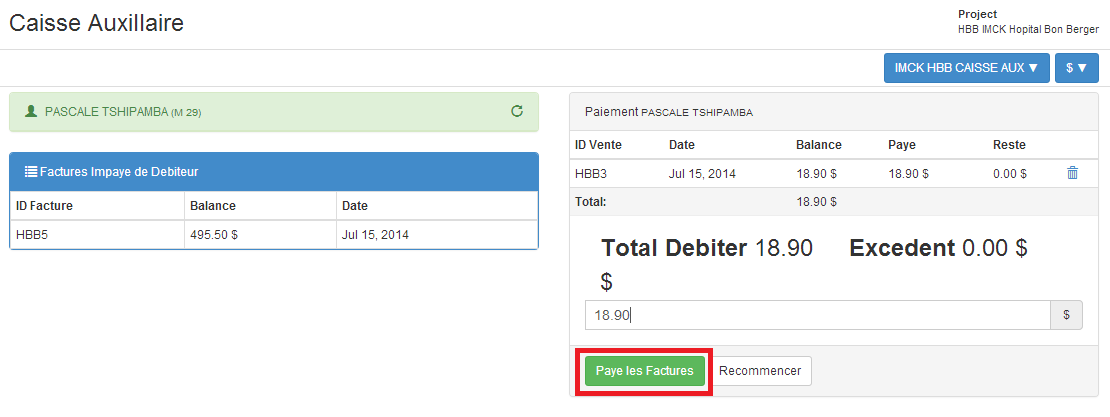 Caisse Auxillaire
Project
HBB IMCK Hopital Bon Berger
IMCK HBB CAISSE AUX ▼ $ ▼
PASCALE TSHIPAMBA (M 29)
Factures Impaye de Debiteur
ID Facture Balance Date
HBB5 495.50 $ Jul 15, 2014
Paiement PASCALE TSHIPAMBA
ID Vente Date Balance Paye Reste
HBB3 Jul 15, 2014 18.90 $ 18.90 $ 0.00 $
Total: 18.90 $
Total Debiter 18.90 Excedent 0.00 $
$
18.90 $
Paye les Factures Recommencer